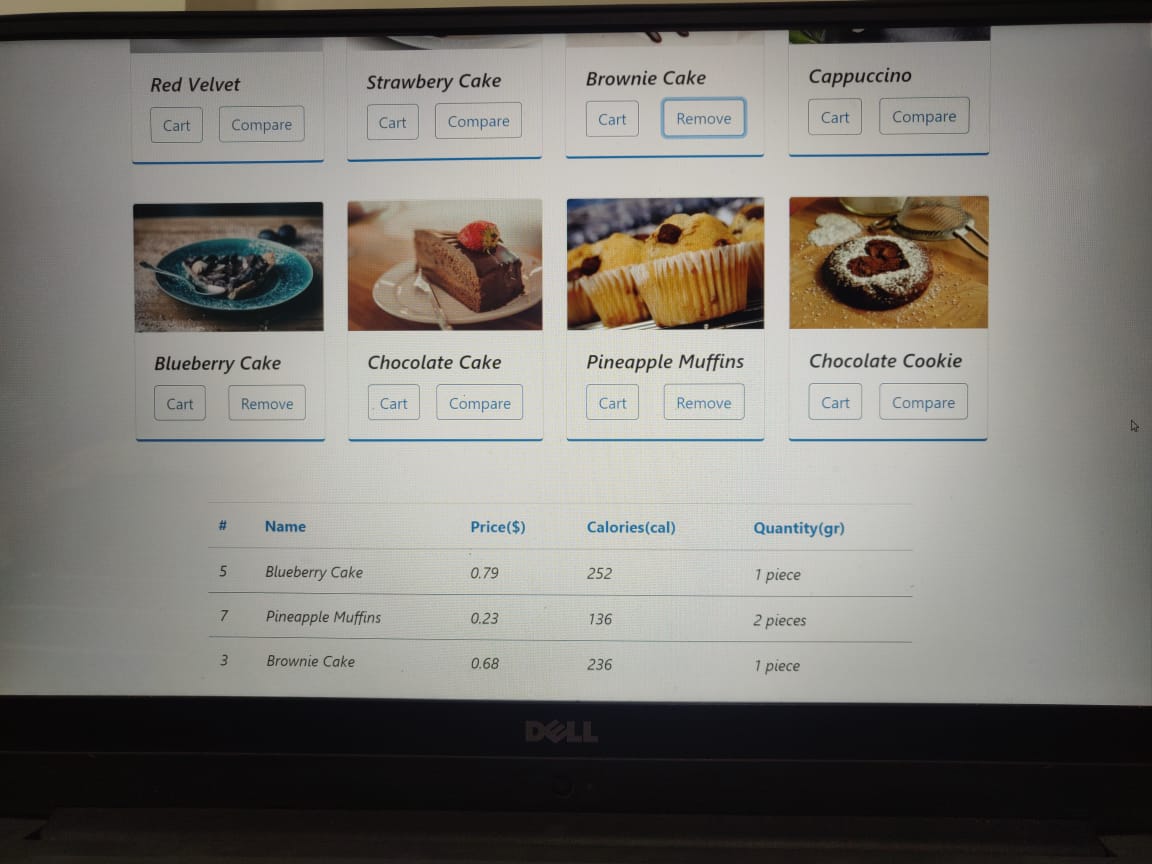 Red Velvet
Cart Compare
Strawbery Cake
Cart Compare
Brownie Cake
Cart Remove
Cappuccino
Cart Compare
Blueberry Cake
Cart Remove
Chocolate Cake
Cart Compare
Pineapple Muffins
Cart Remove
Chocolate Cookie
Cart Compare
# Name Price($) Calories(cal) Quantity(gr)
5 Blueberry Cake 0.79 252 1 piece
7 Pineapple Muffins 0.23 136 2 pieces
3 Brownie Cake 0.68 236 1 piece
DELL